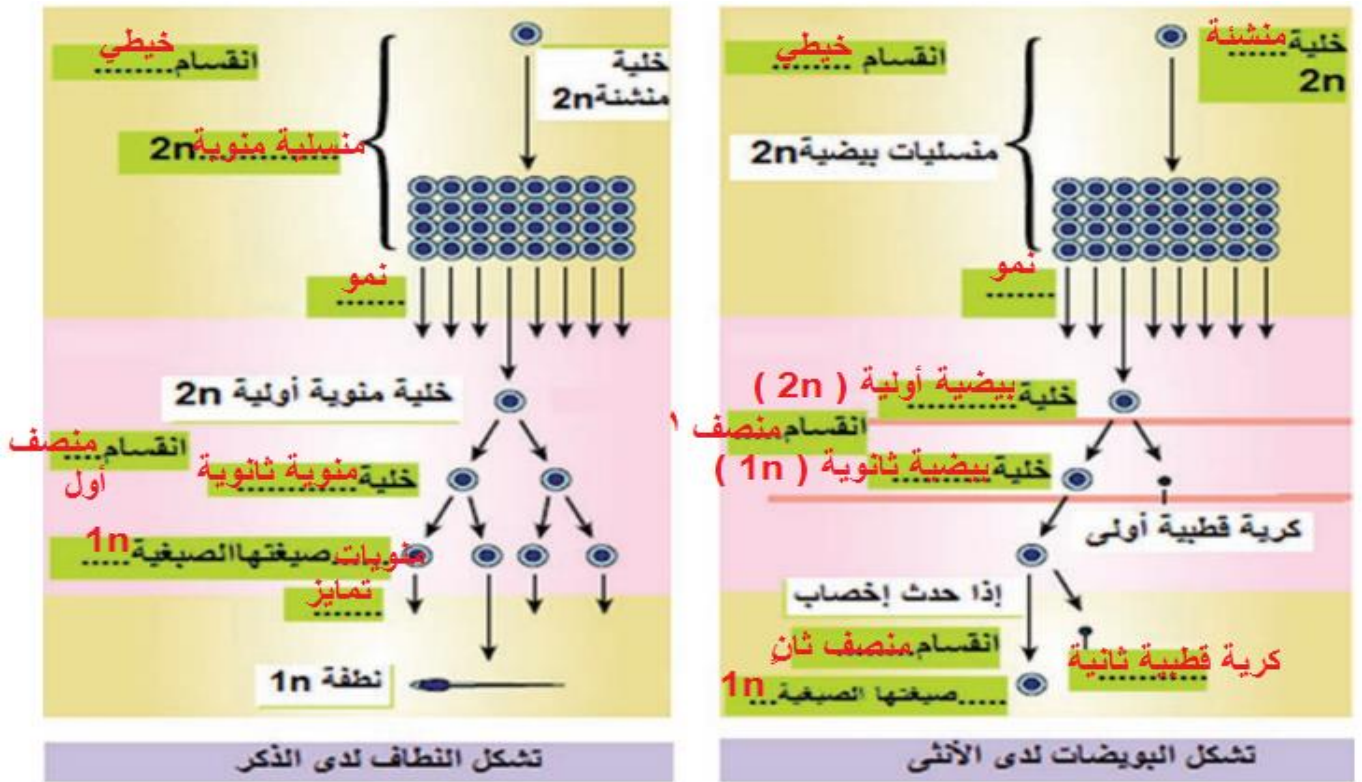 خلية منشئة
2n
انقسام خيطي ........
منسليات بيضية 2n
نمو
.......
خلية بيضية أولية ( 2n )
انقسام منصف ١
خلية بيضية ثانوية ( 1n )
كرية قطبية أولى
إذا حدث إخصاب
انقسام منصف ثانٍ
كرية قطبية ثانية
.....صبغتها الصبغية... 1n
تشكل البويضات لدى الأنثى
خلية
منشئة 2n
انقسام خيطي ........
منسلية منوية 2n
نمو
.......
خلية منوية أولية 2n
انقسام منصف
أول
خلية منوية ثانوية
منويات صيغتها الصبغية 1n
تمايز
.......
نطفة 1n
تشكل النطاف لدى الذكر